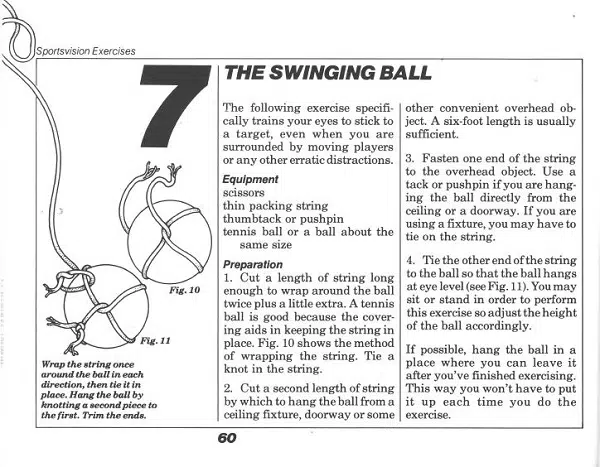 Sportsvision Exercises
7
THE SWINGING BALL
The following exercise specifi-
cally trains your eyes to stick to
a target, even when you are
surrounded by moving players
or any other erratic distractions.
Equipment
scissors
thin packing string
thumbtack or pushpin
tennis ball or a ball about the
same size
Preparation
1. Cut a length of string long
enough to wrap around the ball
twice plus a little extra. A tennis
ball is good because the cover-
ing aids in keeping the string in
place. Fig. 10 shows the method
of wrapping the string. Tie a
knot in the string.
2. Cut a second length of string
by which to hang the ball from a
ceiling fixture, doorway or some
other convenient overhead ob-
ject. A six-foot length is usually
sufficient.
3. Fasten one end of the string
to the overhead object. Use a
tack or pushpin if you are hang-
ing the ball directly from the
ceiling or a doorway. If you are
using a fixture, you may have to
tie on the string.
4. Tie the other end of the string
to the ball so that the ball hangs
at eye level (see Fig. 11). You may
sit or stand in order to perform
this exercise so adjust the height
of the ball accordingly.
If possible, hang the ball in a
place where you can leave it
after you've finished exercising.
This way you won't have to put
it up each time you do the
exercise.
Fig. 10
Fig. 11
Wrap the string once
around the ball in each
direction, then tie it in
place. Hang the ball by
knotting a second piece to
the first. Trim the ends.
60